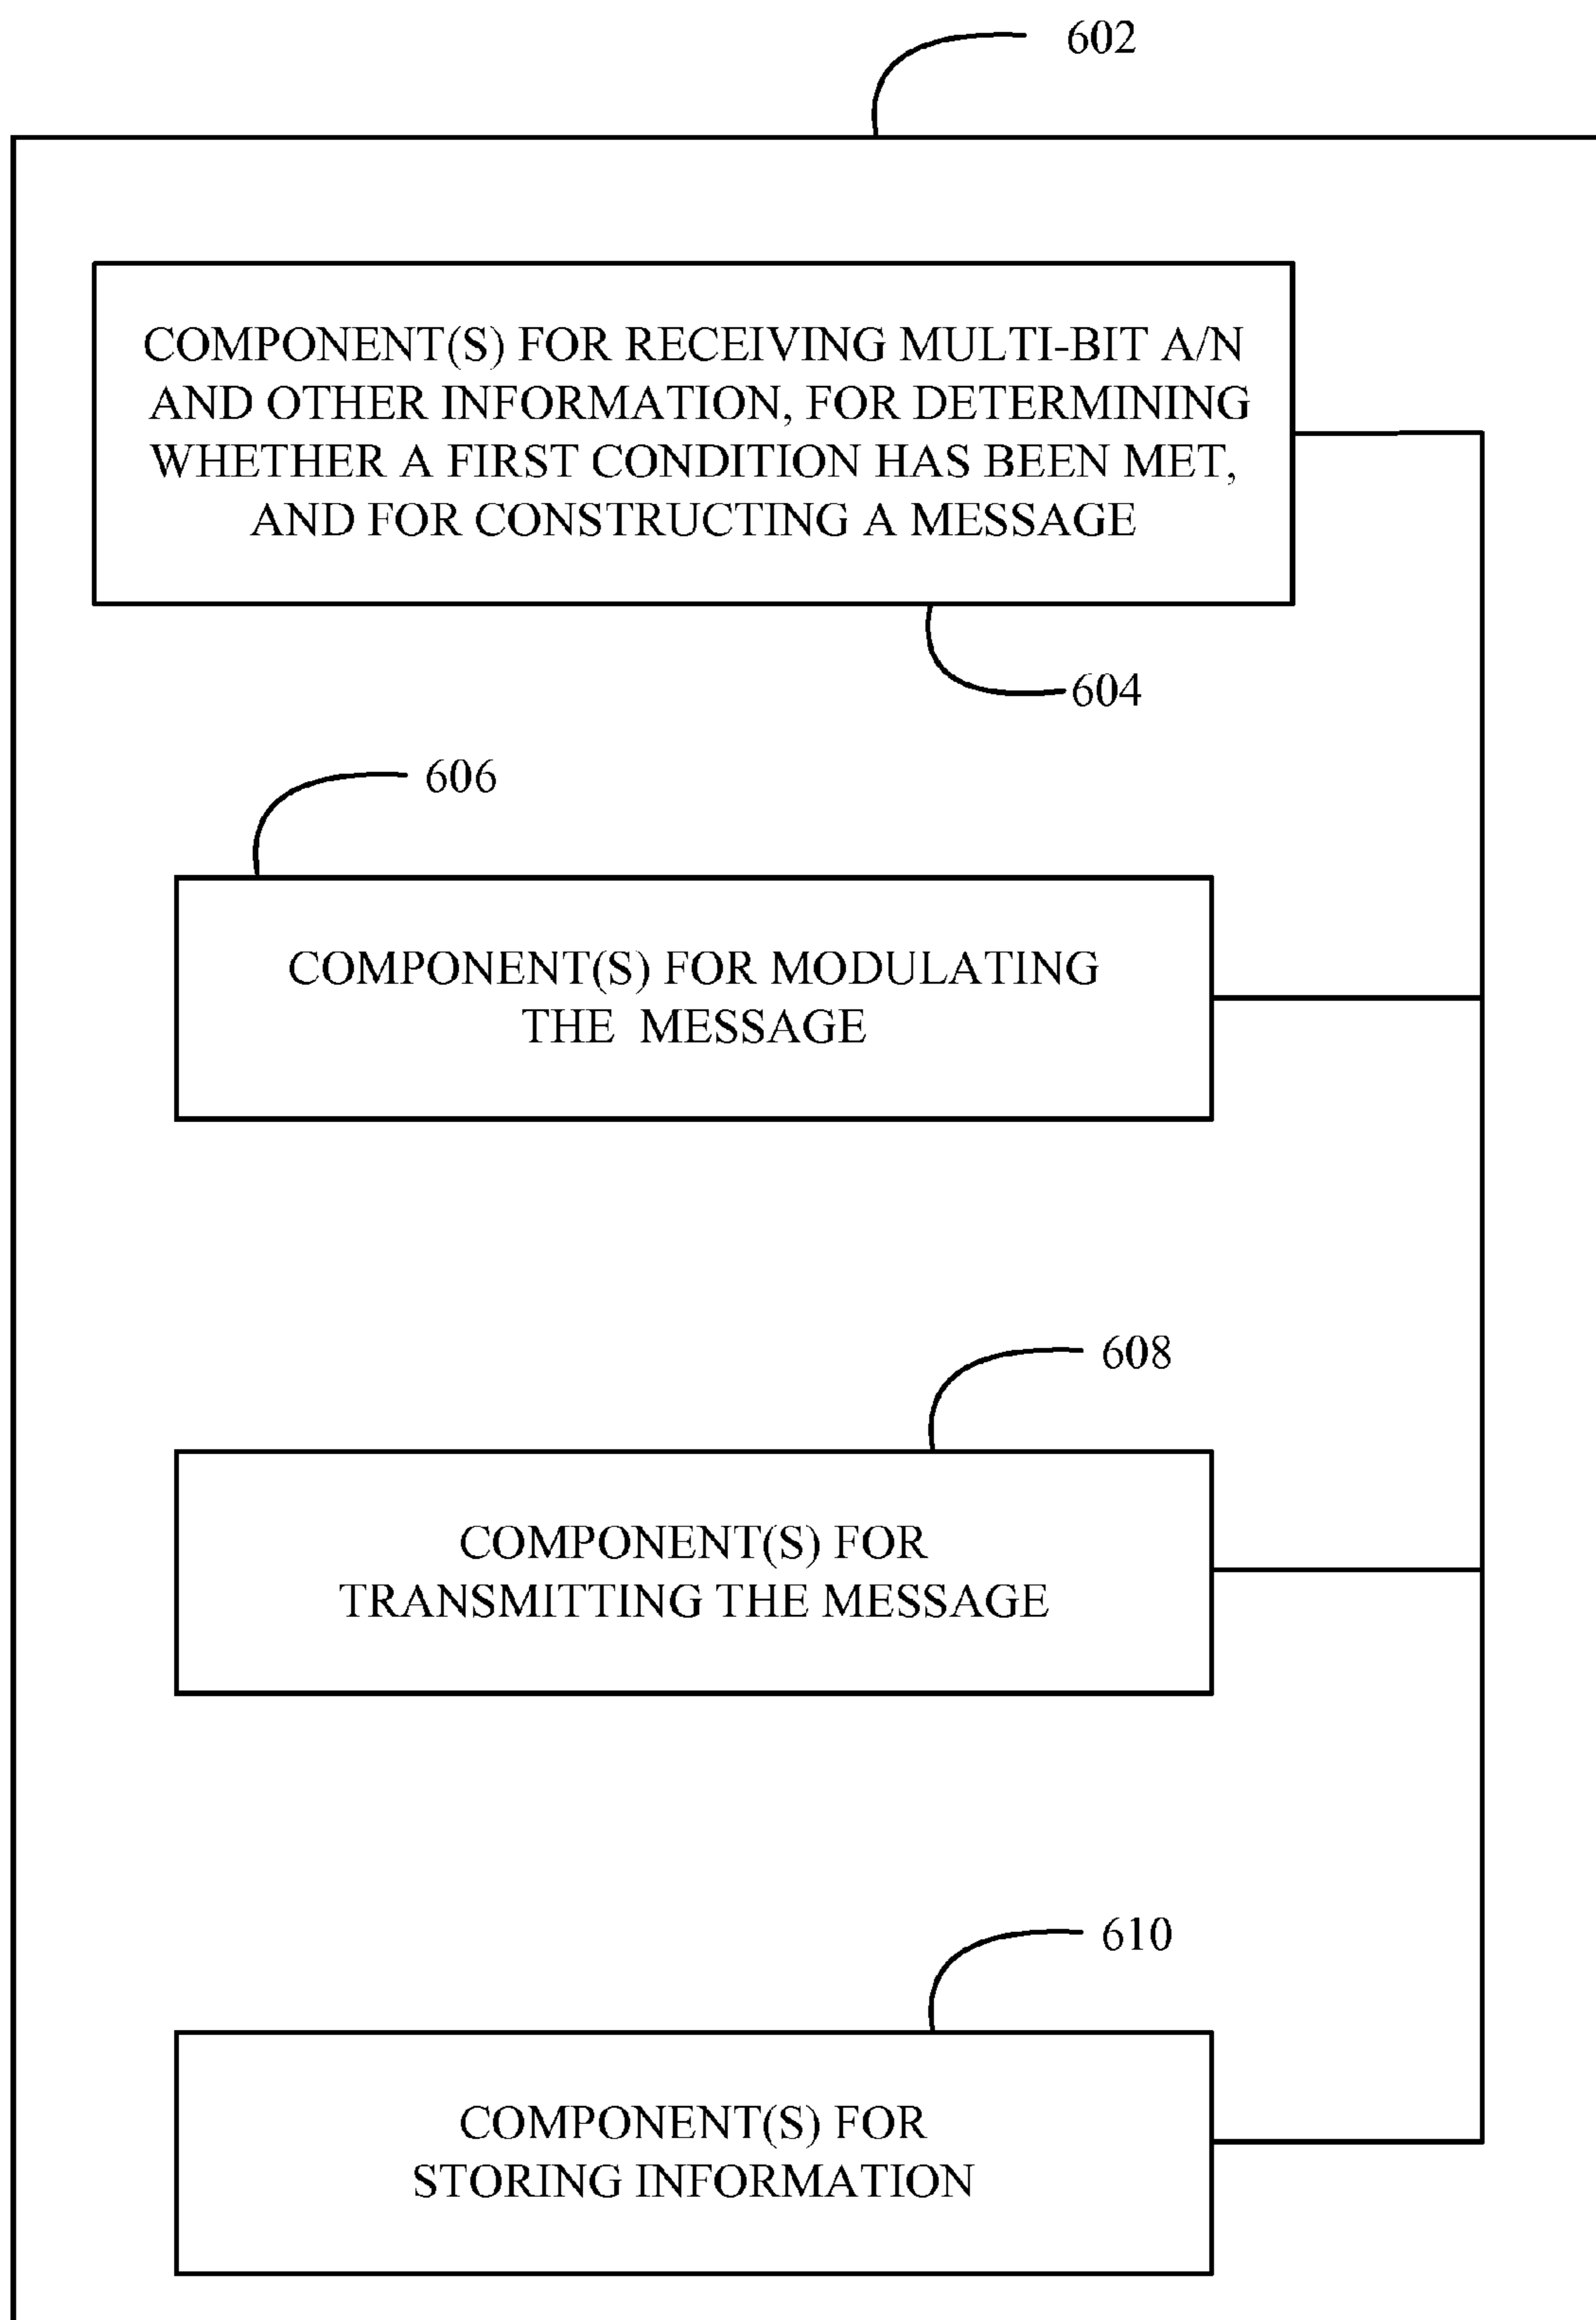 602
COMPONENT(S) FOR RECEIVING MULTI-BIT A/N
AND OTHER INFORMATION, FOR DETERMINING
WHETHER A FIRST CONDITION HAS BEEN MET,
AND FOR CONSTRUCTING A MESSAGE
604
606
COMPONENT(S) FOR MODULATING
THE MESSAGE
608
COMPONENT(S) FOR
TRANSMITTING THE MESSAGE
610
COMPONENT(S) FOR
STORING INFORMATION